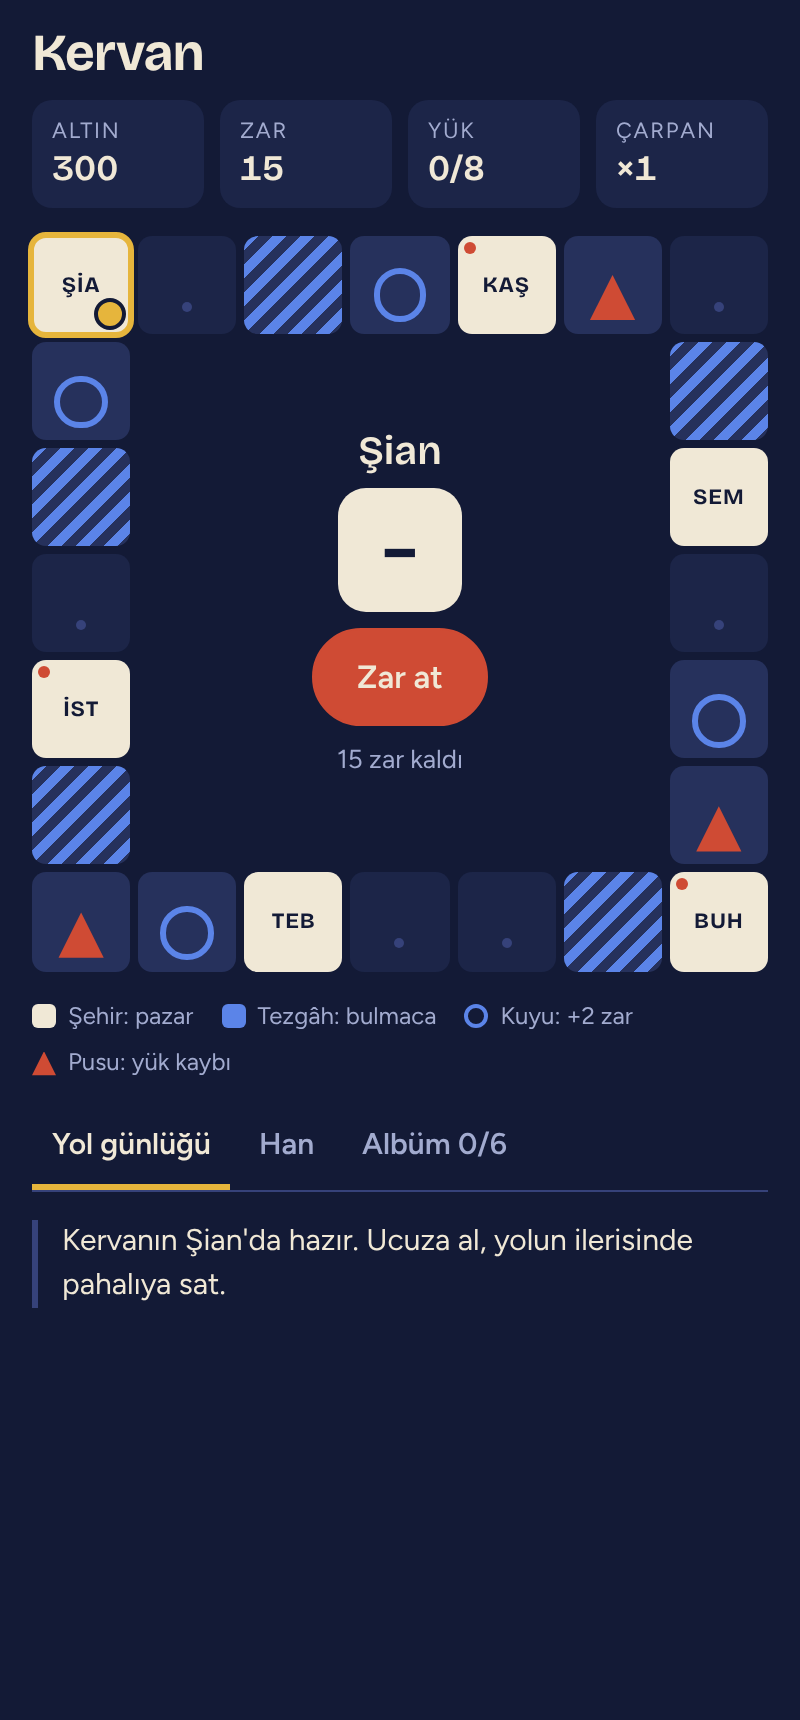 Kervan
ALTIN ZAR YÜK ÇARPAN
300 15 0/8 ×1
ŞİA KAŞ
SEM
Şian
–
Zar at
15 zar kaldı
İST
TEB BUH
Şehir: pazar Tezgâh: bulmaca Kuyu: +2 zar
Pusu: yük kaybı
Yol günlüğü Han Albüm 0/6
Kervanın Şian'da hazır. Ucuza al, yolun ilerisinde
pahalıya sat.